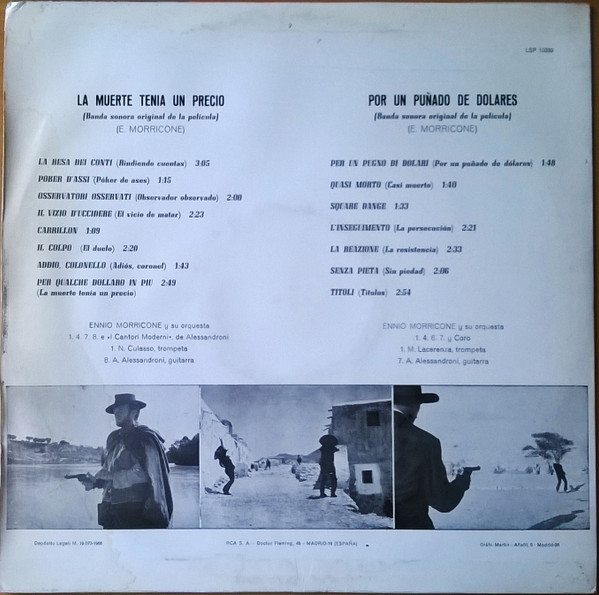 LSP
LA MUERTE TENIA UN PRECIO
(Banda sonora original de la película)
(E. MORRICONE)
LA RESA DEI CONTI (Rindiendo cuentas) 3:05
POKER D'ASSI (Póker de ases) 1:15
OSSERVATORI OSSERVATI (Observador observado) 2:00
IL VIZIO D'UCCIDERE (El vicio de matar) 2:23
CARRILLON 1:09
IL COLPO (El duelo) 2:20
ADDIO, COLONELLO (Adiós, coronel) 1:43
PER QUALCHE DOLLARO IN PIU 2:49
(La muerte tenia un precio)
ENNIO MORRICONE y su orquesta
1. 4. 7. 8. e «I Cantori Moderni», de Alessandroni
1. N. Culasso, trompeta
8. A. Alessandroni, guitarra
POR UN PUÑADO DE DOLARES
(Banda sonora original de la película)
(E. MORRICONE)
PER UN PUGNO DI DOLARI (Por un puñado de dólares) 1:48
QUASI MORTO (Casi muerto) 1:40
SQUARE DANGE 1:33
L'INSEGUIMENTO (La persecución) 2:21
LA REAZIONE (La resistencia) 2:33
SENZA PIETA (Sin piedad) 2:06
TITOLI (Títulos) 2:54
ENNIO MORRICONE y su orquesta
1. 4. 6. 7. y Coro
1. M. Lacerenza, trompeta
7. A. Alessandroni, guitarra
Depósito Legal: M.
RCA S. A. - Doctor Fleming, 43 - MADRID-16 (ESPAÑA)
Gráfs. Martín